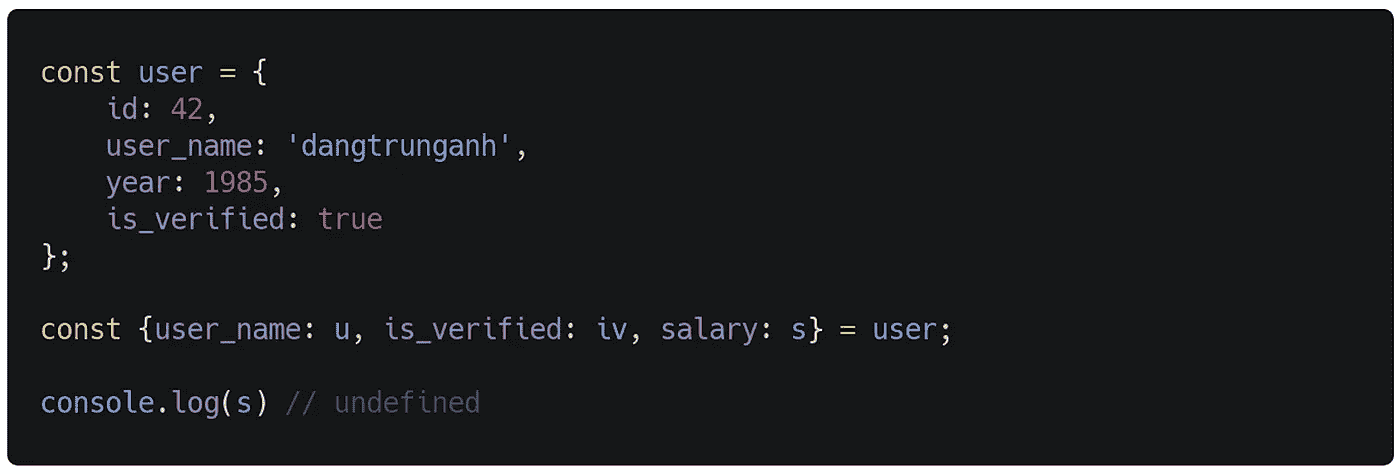 const user = {
    id: 42,
    user_name: 'dangtrunganh',
    year: 1985,
    is_verified: true
};
const {user_name: u, is_verified: iv, salary: s} = user;
console.log(s) // undefined